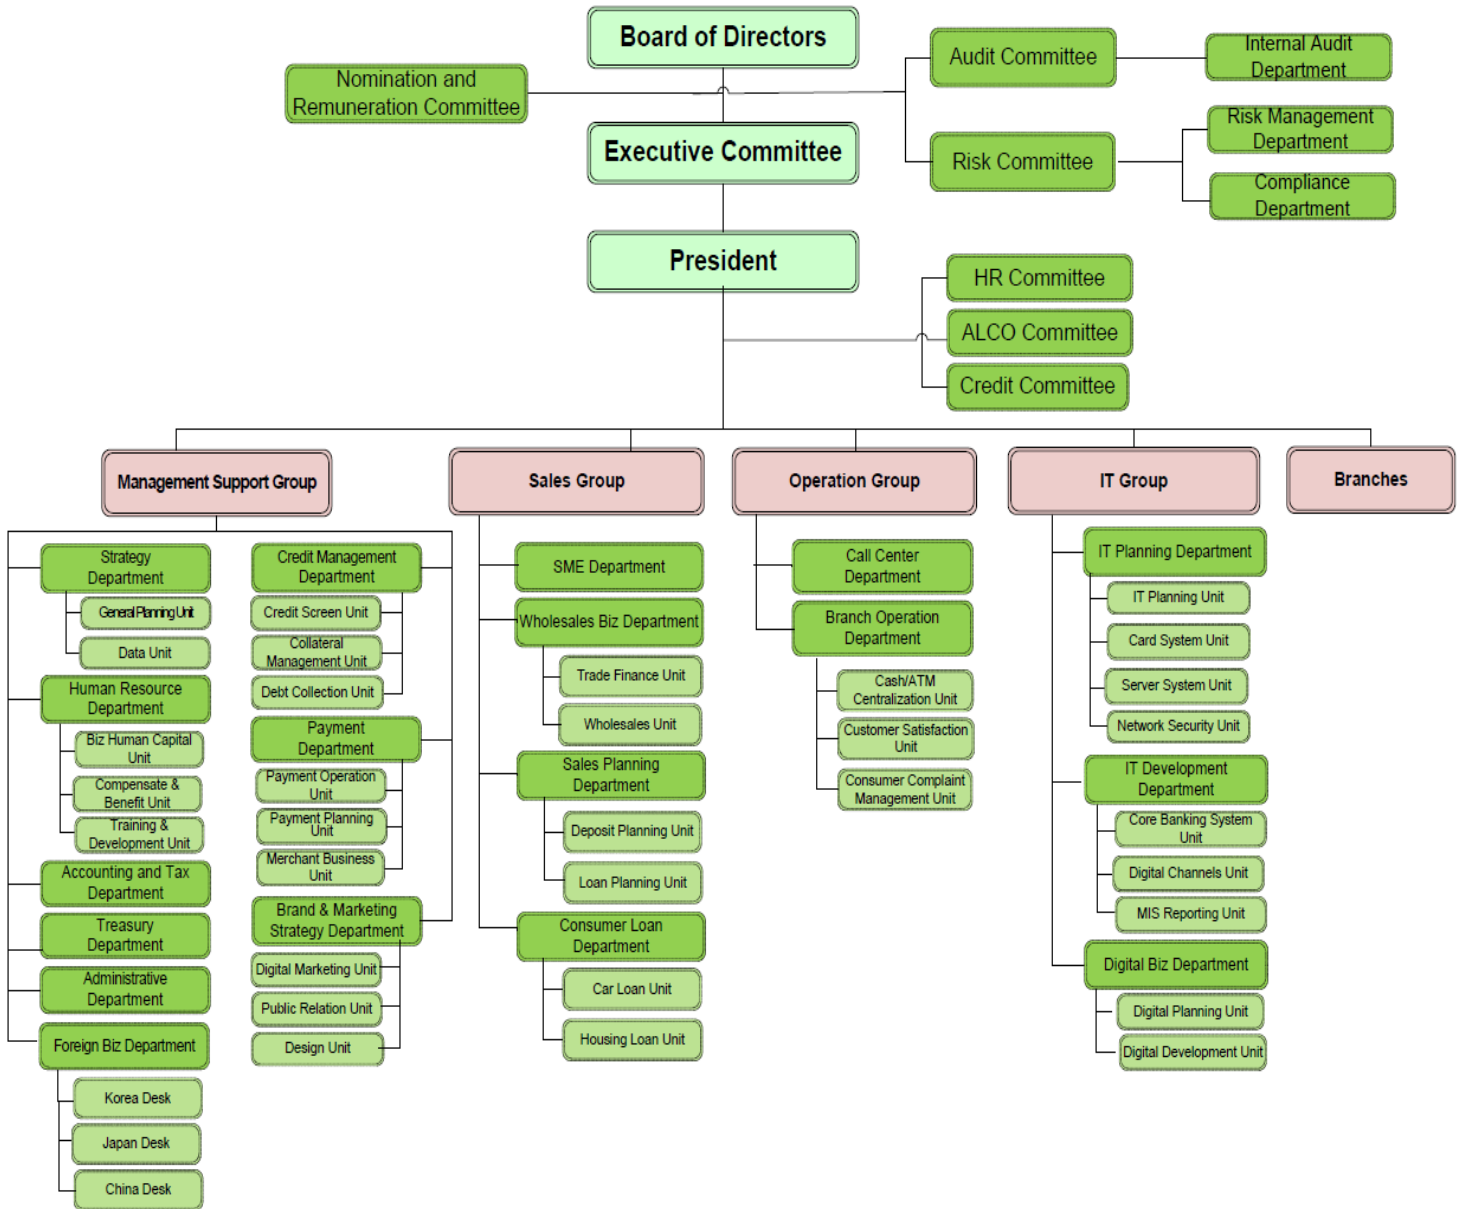 Board of Directors
Nomination and
Remuneration Committee
Audit Committee
Internal Audit
Department
Executive Committee
Risk Committee
Risk Management
Department
Compliance
Department
President
HR Committee
ALCO Committee
Credit Committee
Management Support Group
Strategy
Department
General Planning Unit
Data Unit
Human Resource
Department
Biz Human Capital
Unit
Compensate &
Benefit Unit
Training &
Development Unit
Accounting and Tax
Department
Treasury
Department
Administrative
Department
Foreign Biz Department
Korea Desk
Japan Desk
China Desk
Credit Management
Department
Credit Screen Unit
Collateral
Management Unit
Debt Collection Unit
Payment
Department
Payment Operation
Unit
Payment Planning
Unit
Merchant Business
Unit
Brand & Marketing
Strategy Department
Digital Marketing Unit
Public Relation Unit
Design Unit
Sales Group
SME Department
Wholesales Biz Department
Trade Finance Unit
Wholesales Unit
Sales Planning
Department
Deposit Planning Unit
Loan Planning Unit
Consumer Loan
Department
Car Loan Unit
Housing Loan Unit
Operation Group
Call Center
Department
Branch Operation
Department
Cash/ATM
Centralization Unit
Customer Satisfaction
Unit
Consumer Complaint
Management Unit
IT Group
IT Planning Department
IT Planning Unit
Card System Unit
Server System Unit
Network Security Unit
IT Development
Department
Core Banking System
Unit
Digital Channels Unit
MIS Reporting Unit
Digital Biz Department
Digital Planning Unit
Digital Development Unit
Branches